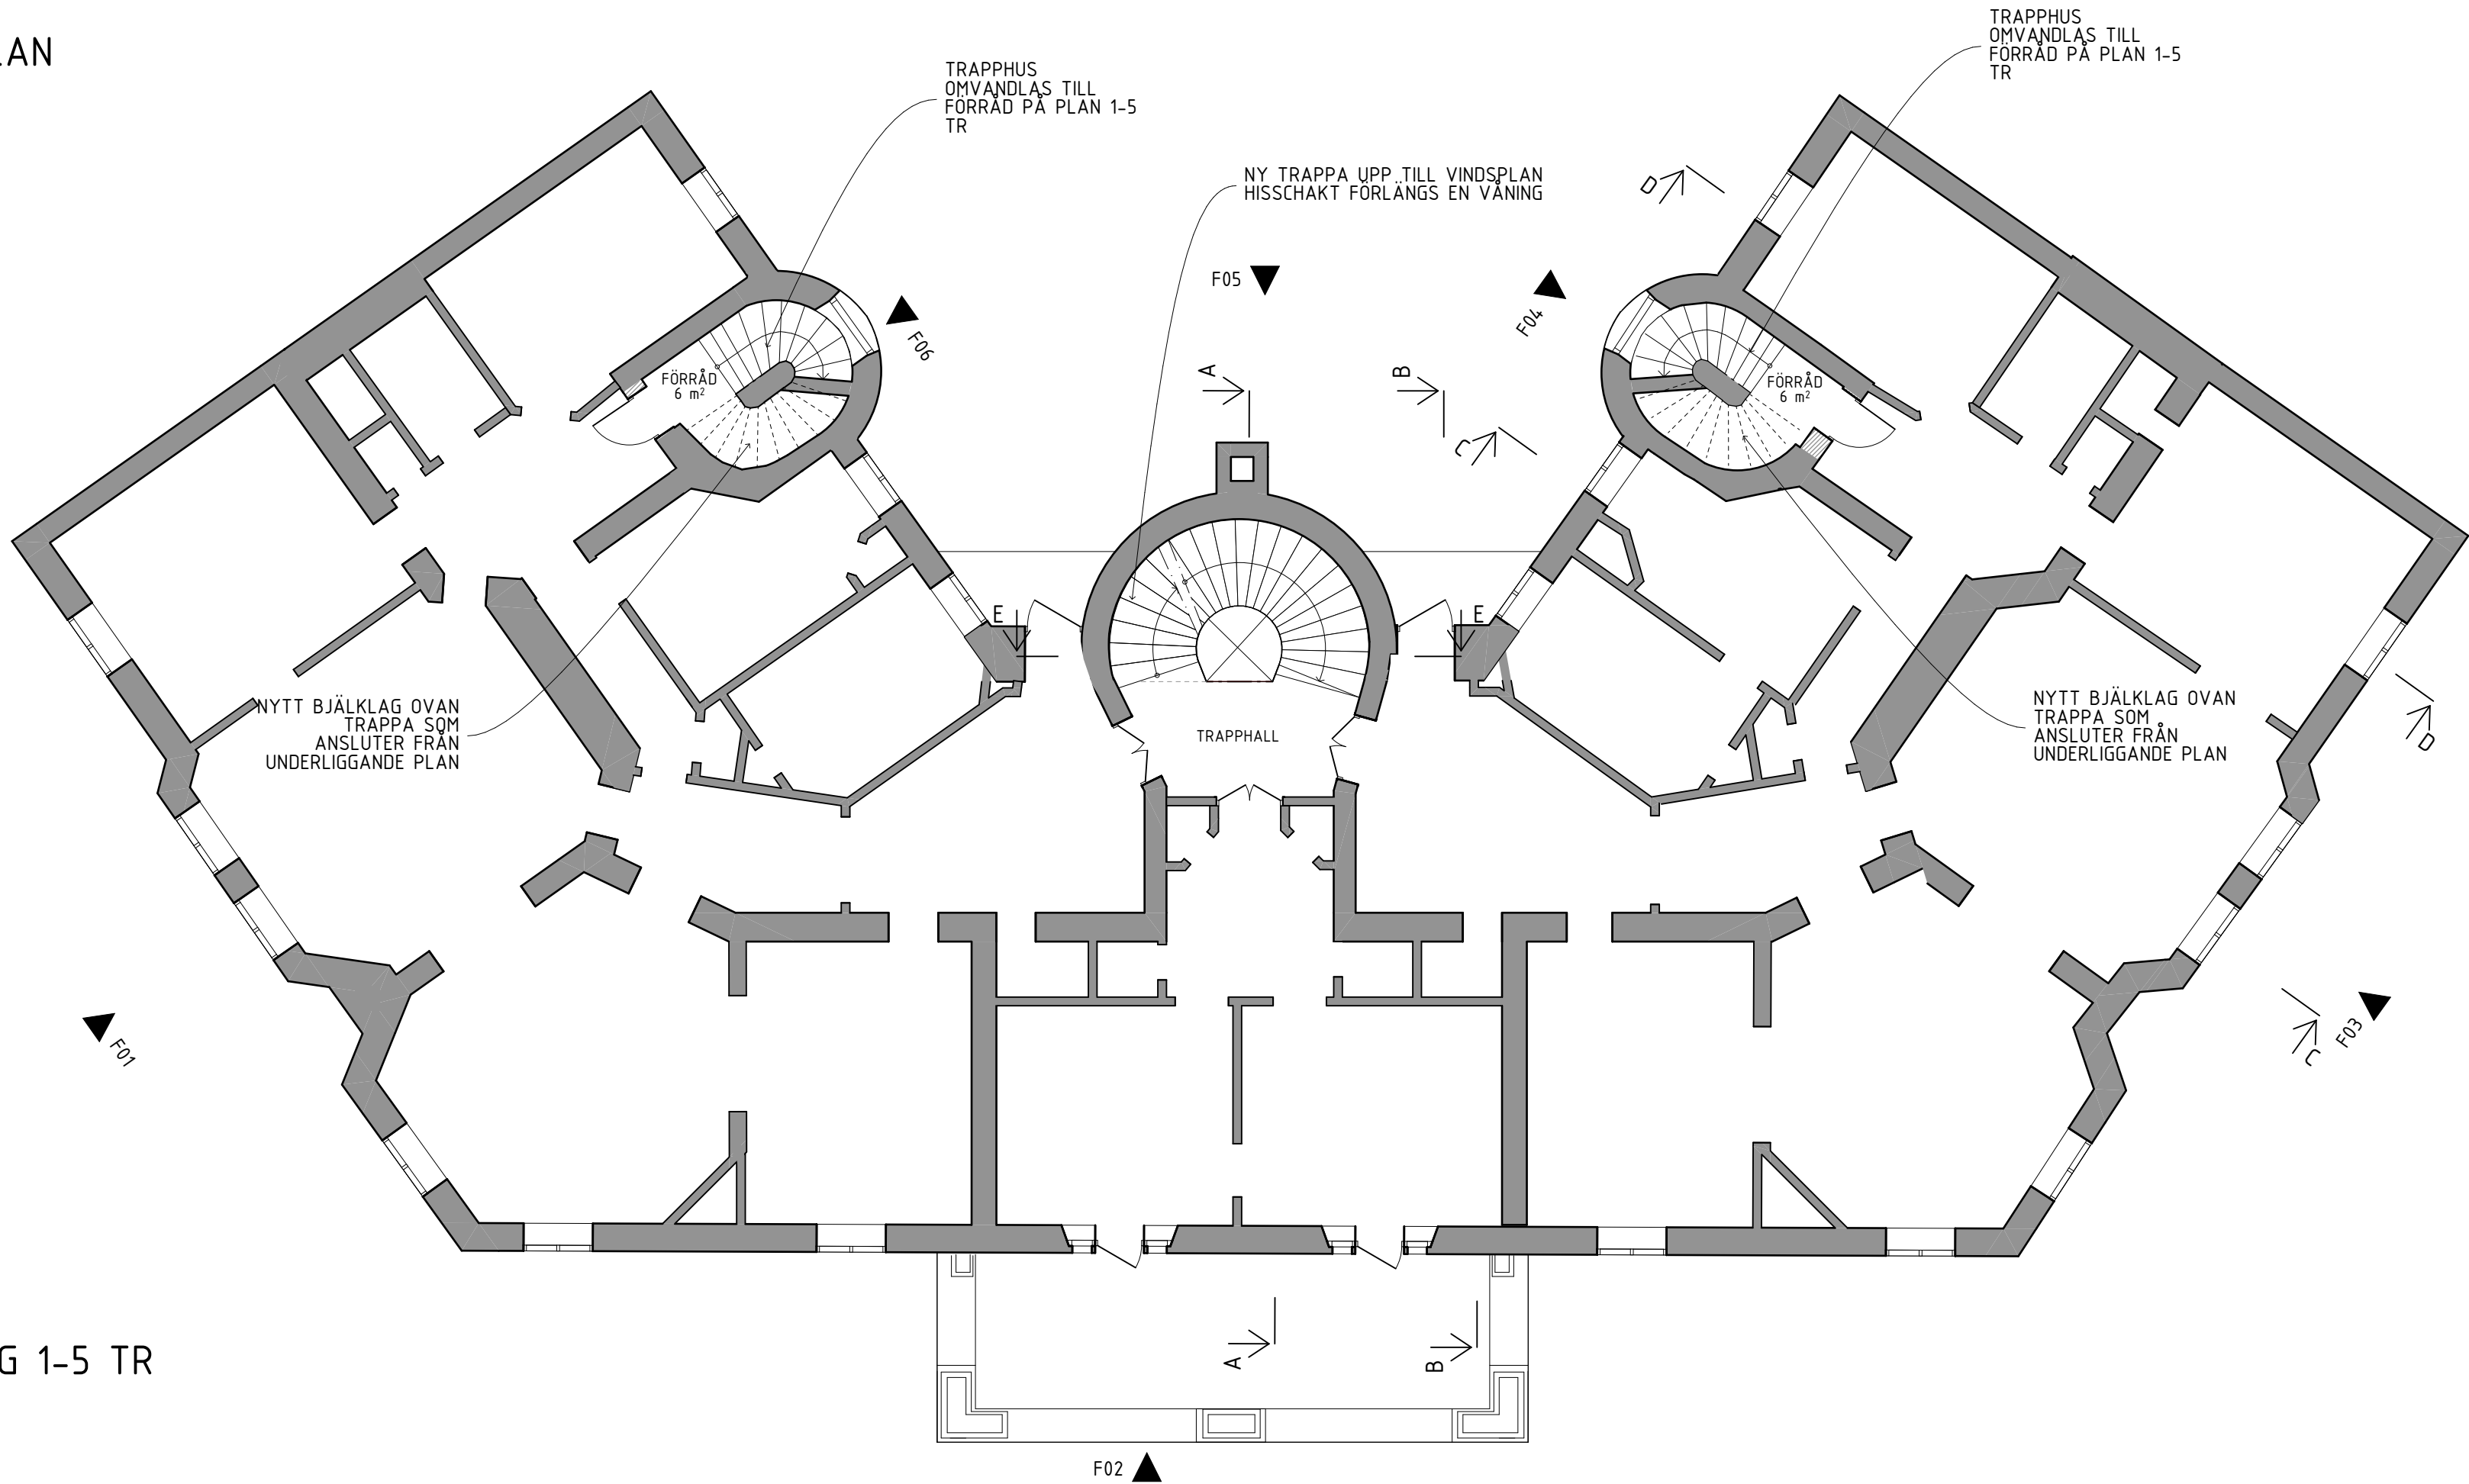 LAN
TRAPPHUS
OMVANDLAS TILL
FÖRRÅD PÅ PLAN 1-5
TR
TRAPPHUS
OMVANDLAS TILL
FÖRRÅD PÅ PLAN 1-5
TR
NY TRAPPA UPP TILL VINDSPLAN
HISSCHAKT FÖRLÄNGS EN VÅNING
D
F05
F04
F06
A
B
C
FÖRRÅD
6 m²
FÖRRÅD
6 m²
E
E
NYTT BJÄLKLAG OVAN
TRAPPA SOM
ANSLUTER FRÅN
UNDERLIGGANDE PLAN
TRAPPHALL
NYTT BJÄLKLAG OVAN
TRAPPA SOM
ANSLUTER FRÅN
UNDERLIGGANDE PLAN
D
F01
F03
C
A
B
G 1-5 TR
F02